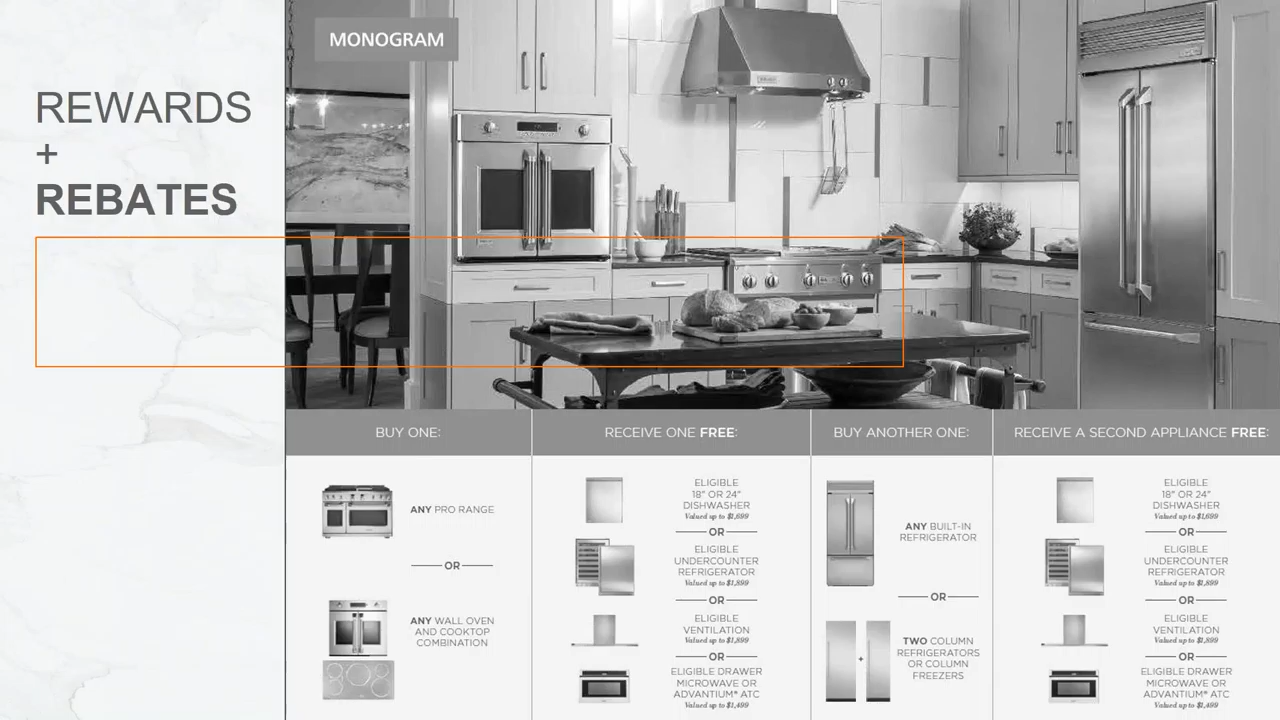 MONOGRAM
REWARDS
+
REBATES
BUY ONE:
RECEIVE ONE FREE:
BUY ANOTHER ONE:
RECEIVE A SECOND APPLIANCE FREE:
ANY PRO RANGE
OR
ANY WALL OVEN
AND COOKTOP
COMBINATION
ELIGIBLE
18" OR 24"
DISHWASHER
Valued up to $1,699
OR
ELIGIBLE
UNDERCOUNTER
REFRIGERATOR
Valued up to $1,899
OR
ELIGIBLE
VENTILATION
Valued up to $1,899
OR
ELIGIBLE DRAWER
MICROWAVE OR
ADVANTIUM® ATC
Valued up to $1,499
ANY BUILT-IN
REFRIGERATOR
OR
+
TWO COLUMN
REFRIGERATORS
OR COLUMN
FREEZERS
ELIGIBLE
18" OR 24"
DISHWASHER
Valued up to $1,699
OR
ELIGIBLE
UNDERCOUNTER
REFRIGERATOR
Valued up to $1,899
OR
ELIGIBLE
VENTILATION
Valued up to $1,899
OR
ELIGIBLE DRAWER
MICROWAVE OR
ADVANTIUM® ATC
Valued up to $1,499